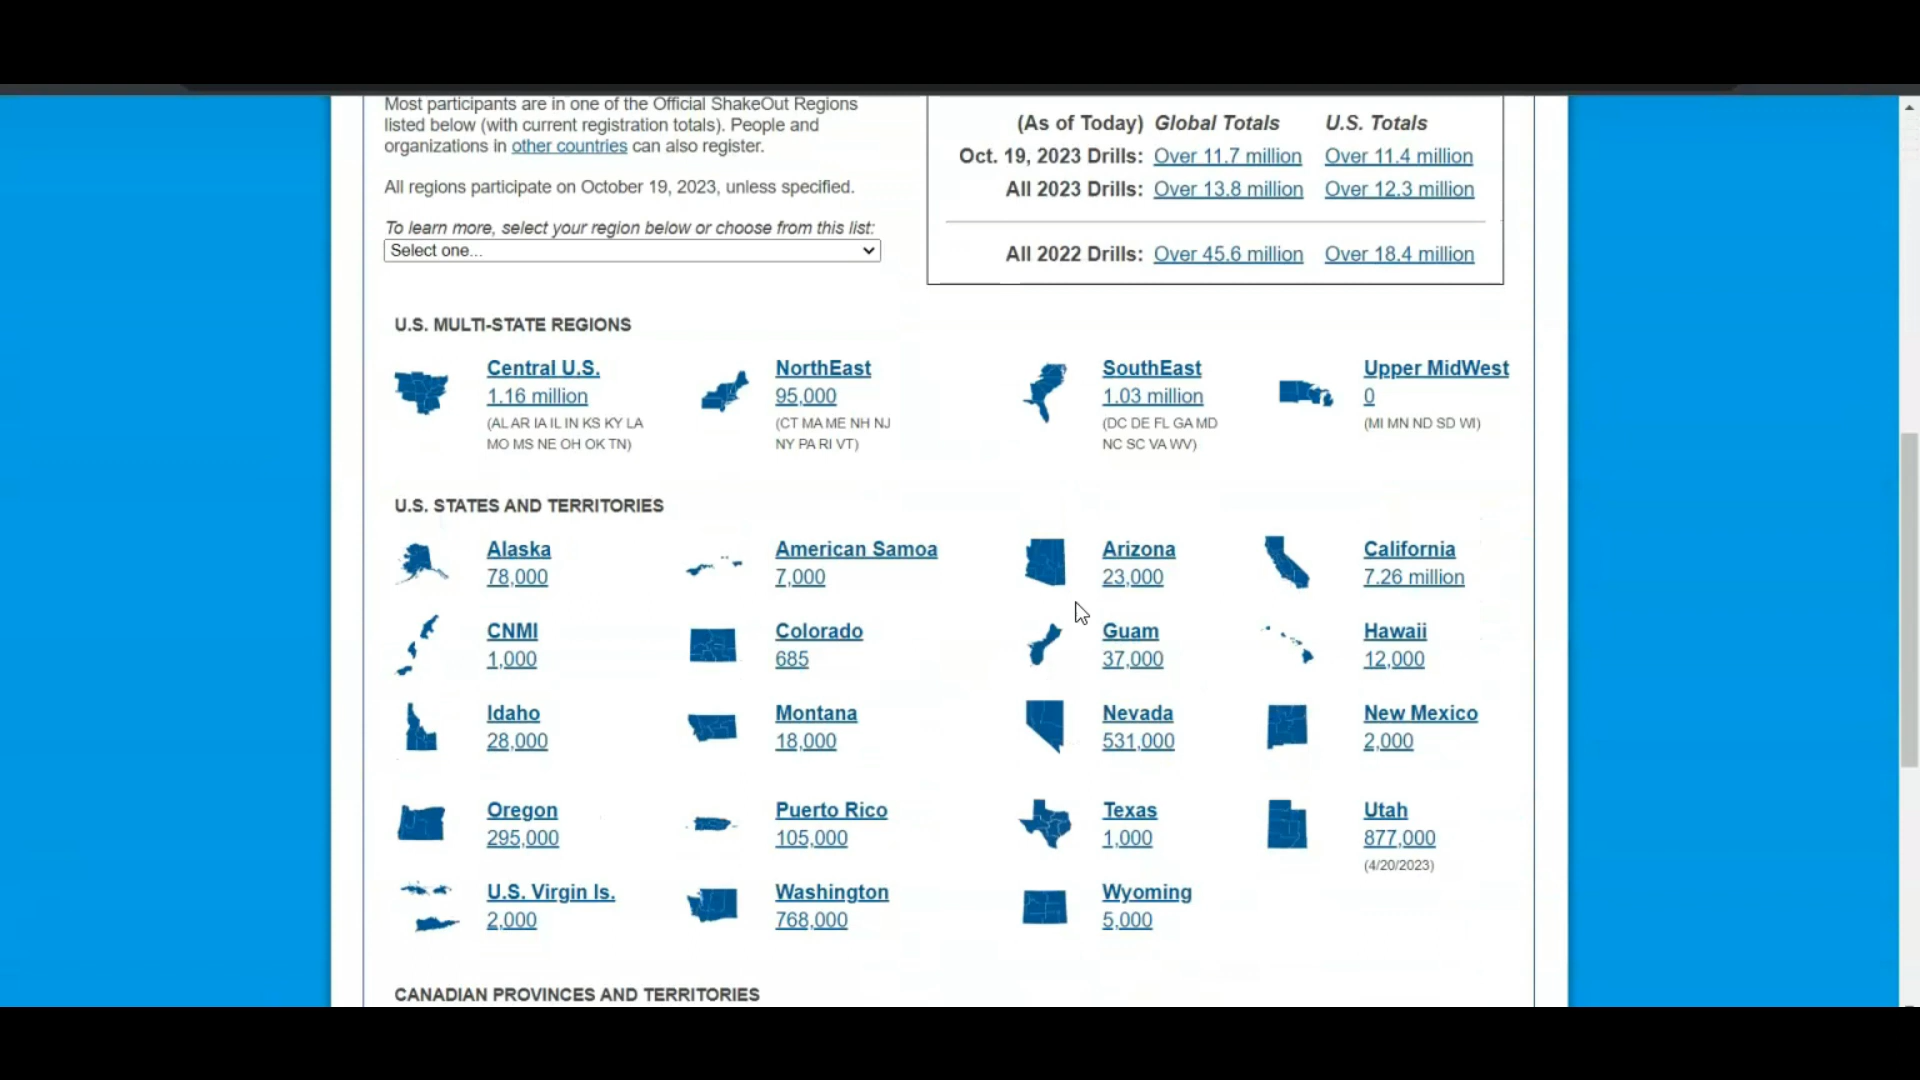 Most participants are in one of the Official ShakeOut Regions
listed below (with current registration totals). People and
organizations in other countries can also register.
All regions participate on October 19, 2023, unless specified.
To learn more, select your region below or choose from this list:
Select one...
(As of Today) Global Totals U.S. Totals
Oct. 19, 2023 Drills: Over 11.7 million Over 11.4 million
All 2023 Drills: Over 13.8 million Over 12.3 million
All 2022 Drills: Over 45.6 million Over 18.4 million
U.S. MULTI-STATE REGIONS
Central U.S.
1.16 million
(AL AR IA IL IN KS KY LA
MO MS NE OH OK TN)
NorthEast
95,000
(CT MA ME NH NJ
NY PA RI VT)
SouthEast
1.03 million
(DC DE FL GA MD
NC SC VA WV)
Upper MidWest
0
(MI MN ND SD WI)
U.S. STATES AND TERRITORIES
Alaska
78,000
American Samoa
7,000
Arizona
23,000
California
7.26 million
CNMI
1,000
Colorado
685
Guam
37,000
Hawaii
12,000
Idaho
28,000
Montana
18,000
Nevada
531,000
New Mexico
2,000
Oregon
295,000
Puerto Rico
105,000
Texas
1,000
Utah
877,000
(4/20/2023)
U.S. Virgin Is.
2,000
Washington
768,000
Wyoming
5,000
CANADIAN PROVINCES AND TERRITORIES